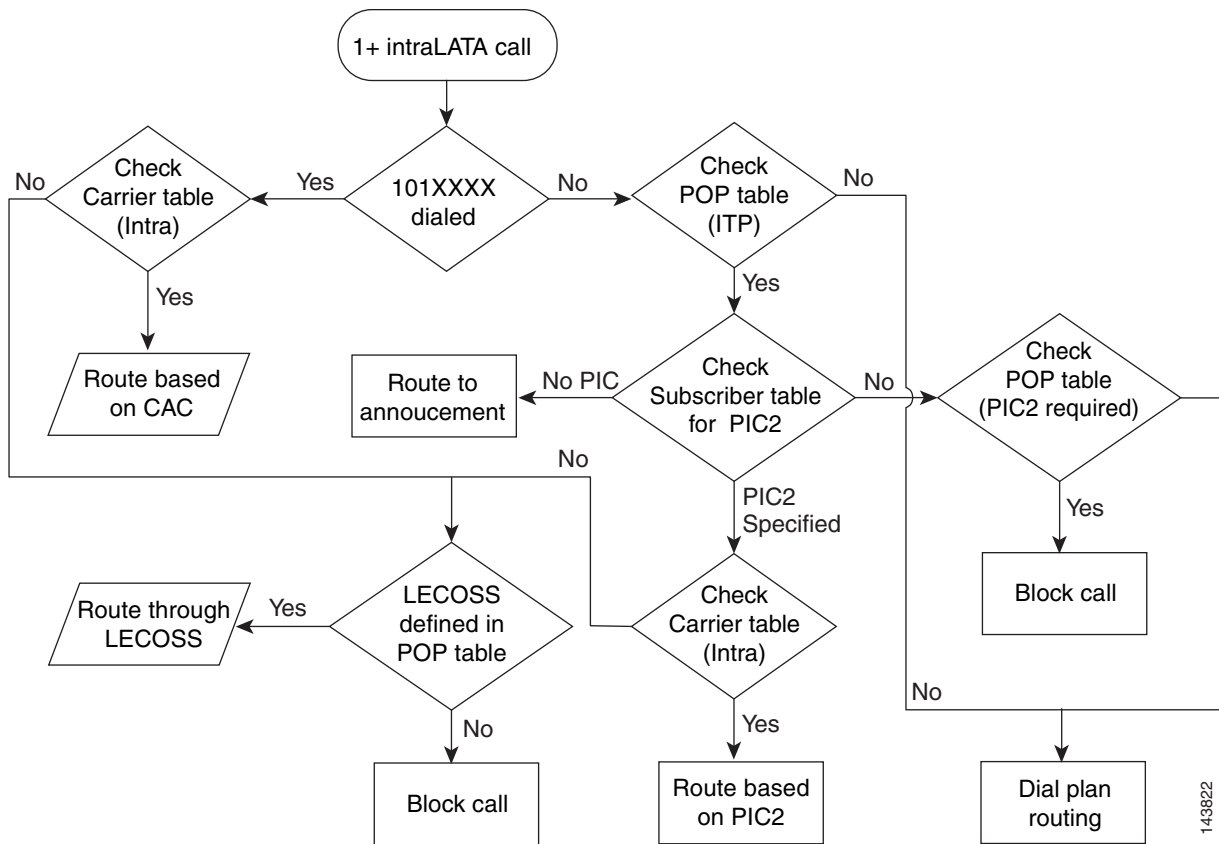 1+ intraLATA call
No
Check
Carrier table
(Intra)
Yes
101XXXX
dialed
No
Check
POP table
(ITP)
No
Yes
Yes
Route based
on CAC
Route to
annoucement
No PIC
Check
Subscriber table
for PIC2
No
Check
POP table
(PIC2 required)
No
PIC2
Specified
Yes
Route through
LECOSS
Yes
LECOSS
defined in
POP table
Check
Carrier table
(Intra)
Block call
No
Yes
No
Block call
Route based
on PIC2
Dial plan
routing
143822